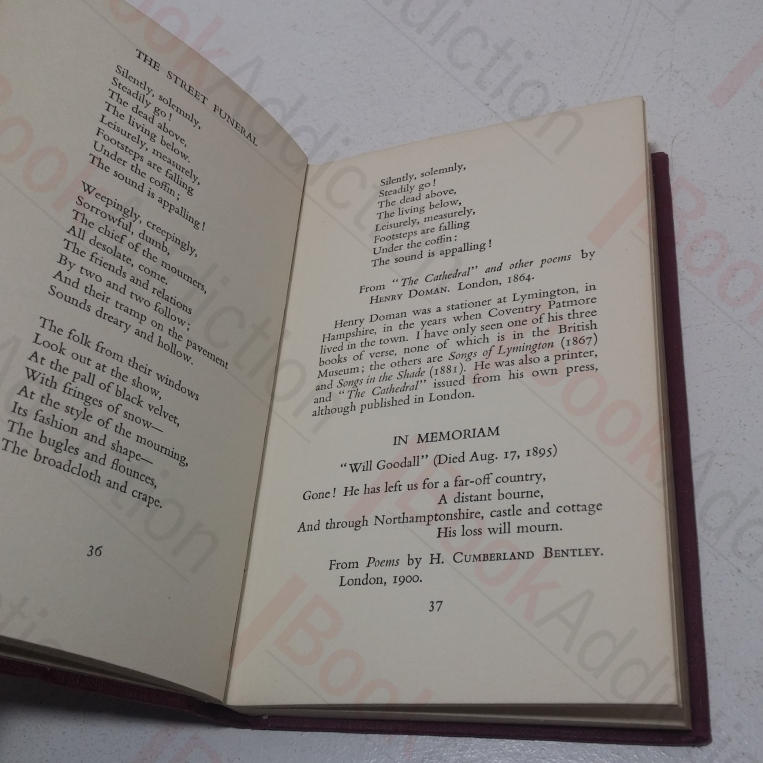 THE STREET FUNERAL
Silently, solemnly,
Steadily go!
The dead above,
The living below.
Leisurely, measurely,
Footsteps are falling
Under the coffin;
The sound is appalling!
Weepingly, creepingly,
Sorrowful, dumb,
The chief of the mourners,
All desolate, come.
The friends and relations
By two and two follow;
And their tramp on the pavement
Sounds dreary and hollow.
The folk from their windows
Look out at the show,
At the pall of black velvet,
With fringes of snow—
At the style of the mourning,
Its fashion and shape—
The bugles and flounces,
The broadcloth and crape.
36
Silently, solemnly,
Steadily go!
The dead above,
The living below,
Leisurely, measurely,
Footsteps are falling
Under the coffin:
The sound is appalling!
From "The Cathedral" and other poems by
HENRY DOMAN. London, 1864.
Henry Doman was a stationer at Lymington, in
Hampshire, in the years when Coventry Patmore
lived in the town. I have only seen one of his three
books of verse, none of which is in the British
Museum; the others are Songs of Lymington (1867)
and Songs in the Shade (1881). He was also a printer,
and "The Cathedral" issued from his own press,
although published in London.
IN MEMORIAM
"Will Goodall" (Died Aug. 17, 1895)
Gone! He has left us for a far-off country,
A distant bourne,
And through Northamptonshire, castle and cottage
His loss will mourn.
From Poems by H. CUMBERLAND BENTLEY.
London, 1900.
37
BookAddiction